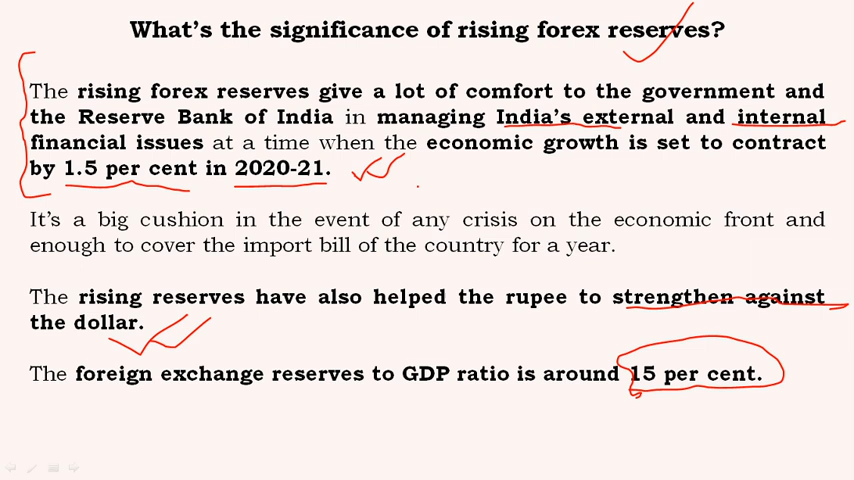 What's the significance of rising forex reserves?
The rising forex reserves give a lot of comfort to the government and
the Reserve Bank of India in managing India's external and internal
financial issues at a time when the economic growth is set to contract
by 1.5 per cent in 2020-21.
It's a big cushion in the event of any crisis on the economic front and
enough to cover the import bill of the country for a year.
The rising reserves have also helped the rupee to strengthen against
the dollar.
The foreign exchange reserves to GDP ratio is around 15 per cent.